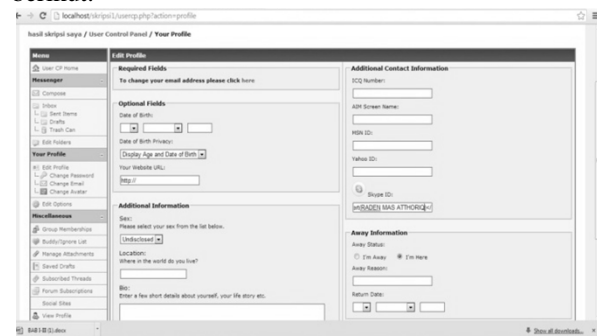 localhost/skripsi1/usercp.php?action=profile
hasil skripsi saya / User Control Panel / Your Profile
Menu
User CP Home
Messenger
Compose
Inbox
Sent Items
Drafts
Trash Can
Edit Folders
Your Profile
Edit Profile
Change Password
Change Email
Change Avatar
Edit Options
Miscellaneous
Group Memberships
Buddy/Ignore List
Manage Attachments
Saved Drafts
Subscribed Threads
Forum Subscriptions
Social Sites
View Profile
Edit Profile
Required Fields
To change your email address please click here
Optional Fields
Date of Birth:
Date of Birth Privacy:
Display Age and Date of Birth
Your Website URL:
http://
Additional Information
Sex:
Please select your sex from the list below.
Undisclosed
Location:
Where in the world do you live?
Bio:
Enter a few short details about yourself, your life story etc.
Additional Contact Information
ICQ Number:
AIM Screen Name:
MSN ID:
Yahoo ID:
Skype ID:
RADEN MAS ATTHORIQ
Away Information
Away Status:
I'm Away
I'm Here
Away Reason:
Return Date:
Show all downloads...